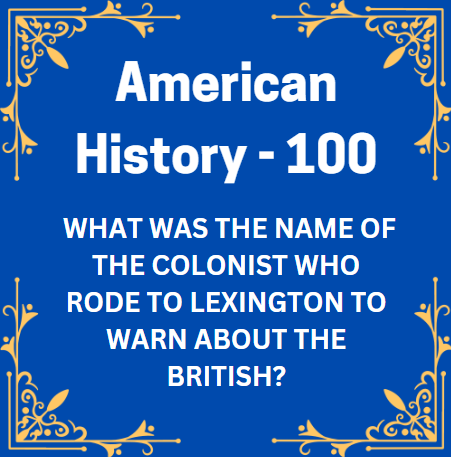 American
History - 100
WHAT WAS THE NAME OF
THE COLONIST WHO
RODE TO LEXINGTON TO
WARN ABOUT THE
BRITISH?